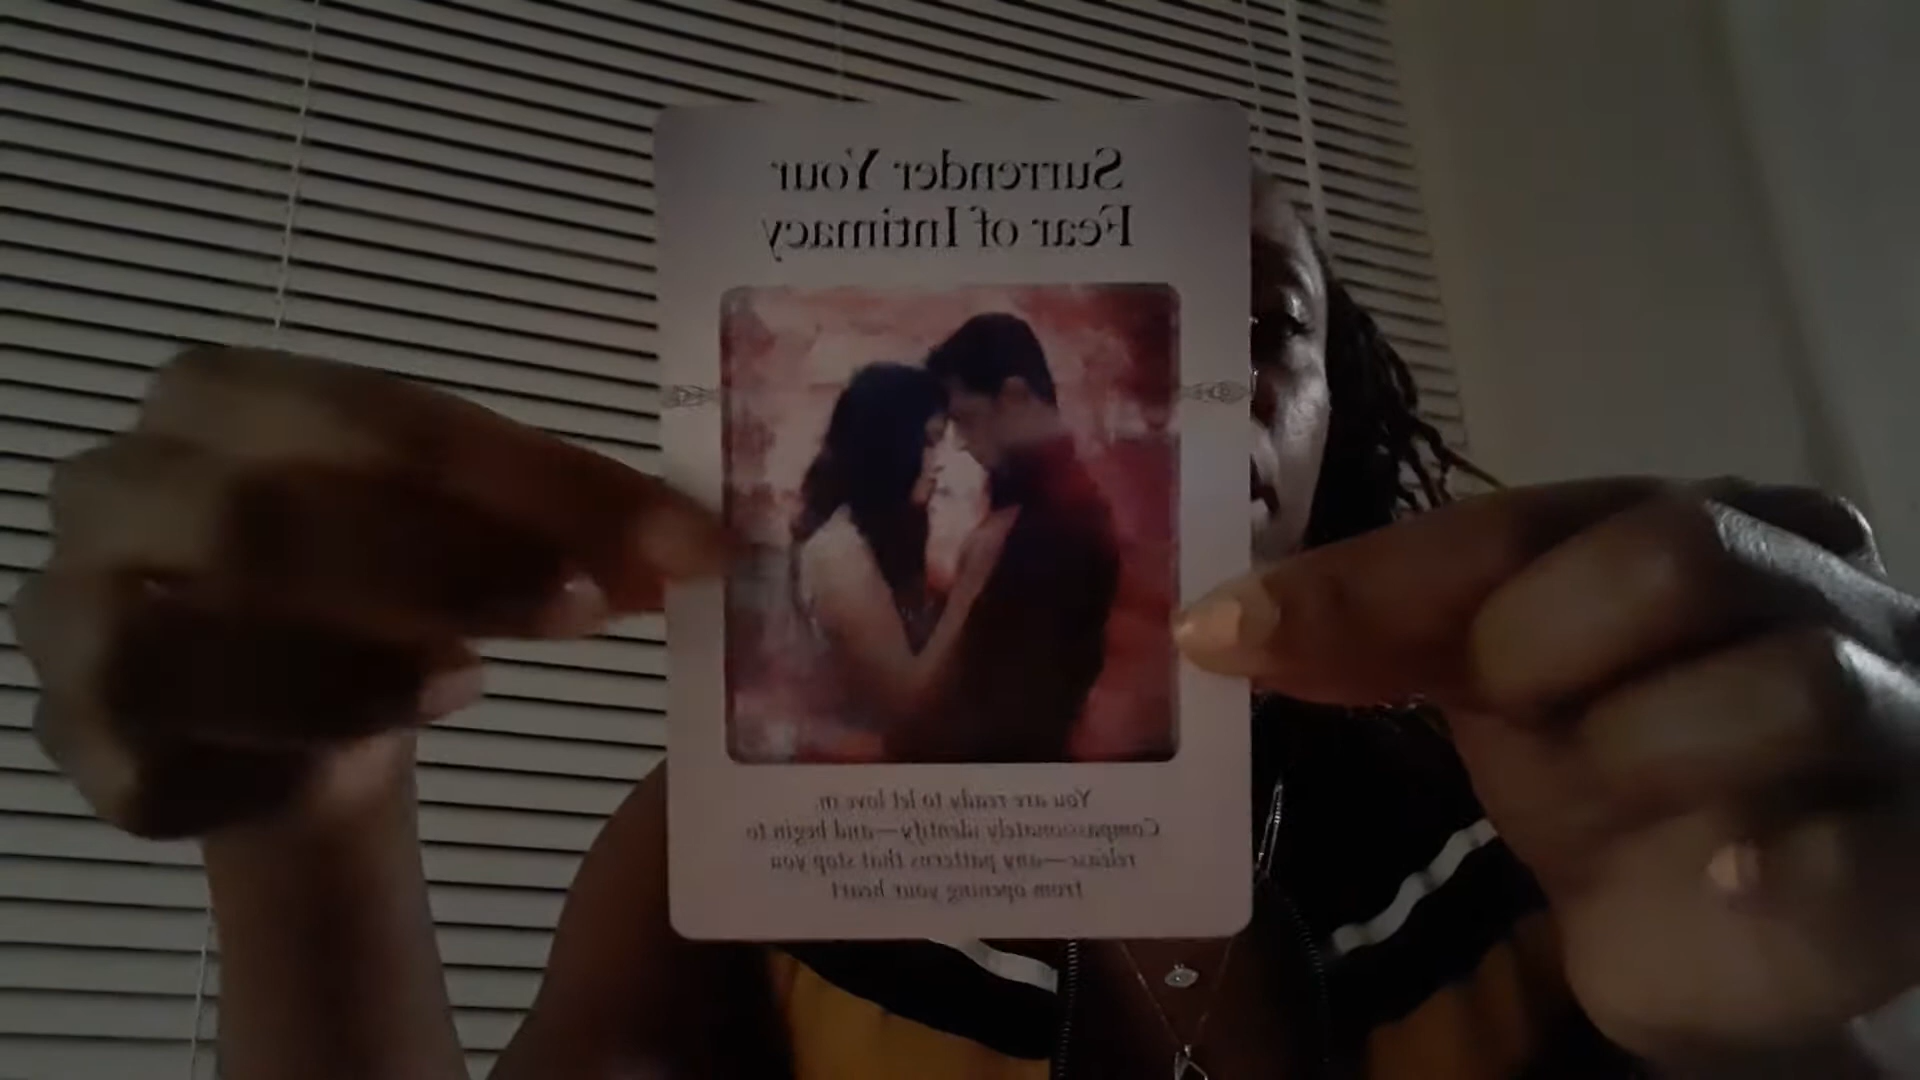 Surrender Your
Fear of Intimacy
You are ready to let love in.
Compassionately identify—and begin to
release—any patterns that stop you
from opening your heart